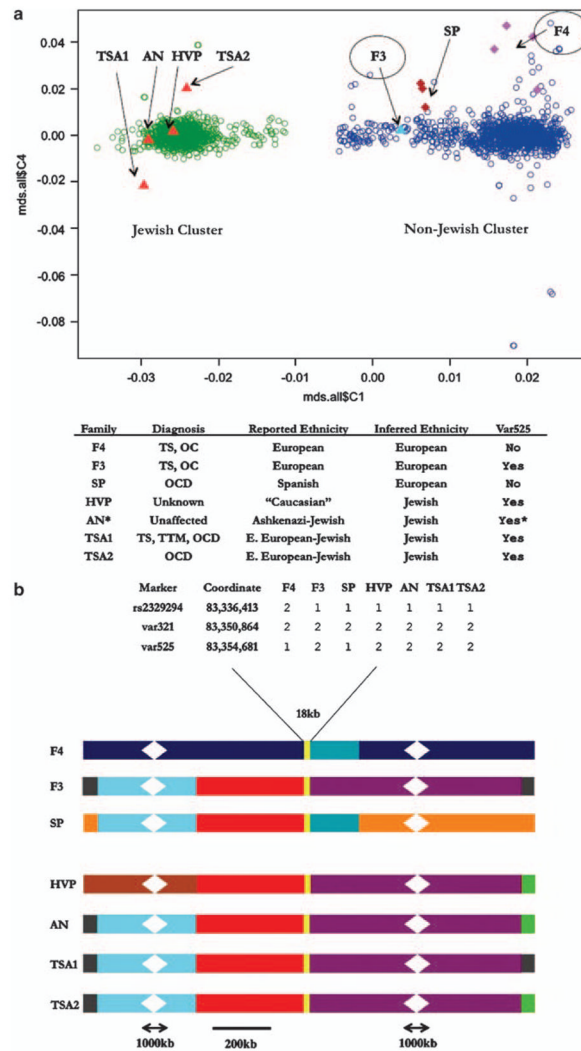 a
TSA1 AN HVP TSA2
F3 SP F4
mds.all$C4
0.04
0.02
0.00
-0.02
-0.04
-0.06
-0.08
Jewish Cluster Non-Jewish Cluster
-0.03 -0.02 -0.01 0.00 0.01 0.02
mds.all$C1
Family Diagnosis Reported Ethnicity Inferred Ethnicity Var525
F4 TS, OC European European No
F3 TS, OC European European Yes
SP OCD Spanish European No
HVP Unknown "Caucasian" Jewish Yes
AN* Unaffected Ashkenazi-Jewish Jewish Yes*
TSA1 TS, TTM, OCD E. European-Jewish Jewish Yes
TSA2 OCD E. European-Jewish Jewish Yes
b
Marker Coordinate F4 F3 SP HVP AN TSA1 TSA2
rs2329294 83,336,413 2 1 1 1 1 1 1
var321 83,350,864 2 2 2 2 2 2 2
var525 83,354,681 1 2 1 2 2 2 2
18kb
F4
F3
SP
HVP
AN
TSA1
TSA2
1000kb 200kb 1000kb